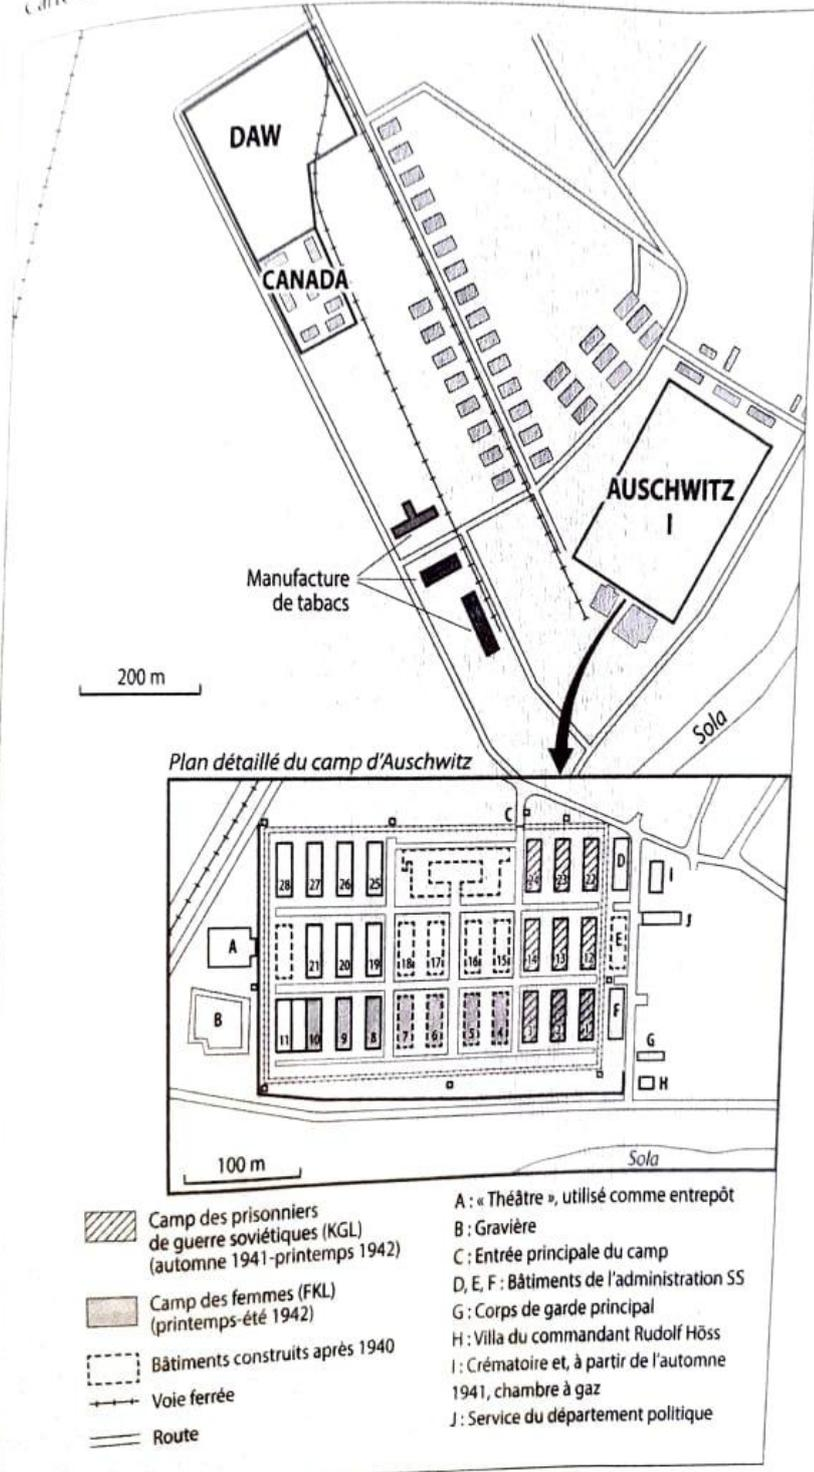 DAW
CANADA
AUSCHWITZ
I
Manufacture
de tabacs
200 m
Sola
Plan détaillé du camp d'Auschwitz
C
28 27 26 25 24 23 22 D I
J
A 21 20 19 18 17 16 15 14 13 12 E
B 11 10 9 8 7 6 5 4 F
G
H
100 m
Sola
Camp des prisonniers
de guerre soviétiques (KGL)
(automne 1941-printemps 1942)
Camp des femmes (FKL)
(printemps-été 1942)
Bâtiments construits après 1940
Voie ferrée
Route
A : « Théâtre », utilisé comme entrepôt
B : Gravière
C : Entrée principale du camp
D, E, F : Bâtiments de l'administration SS
G : Corps de garde principal
H : Villa du commandant Rudolf Höss
I : Crématoire et, à partir de l'automne
1941, chambre à gaz
J : Service du département politique